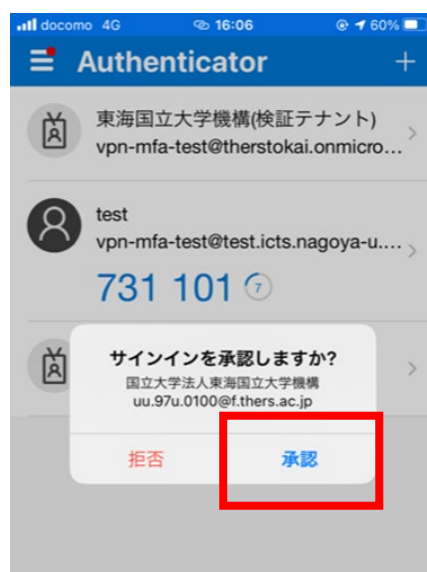 docomo 4G 16:06 60%
Authenticator
東海国立大学機構(検証テナント)
vpn-mfa-test@therstokai.onmicro...
test
vpn-mfa-test@test.icts.nagoya-u....
731 101 7
サインインを承認しますか?
国立大学法人東海国立大学機構
uu.97u.0100@f.thers.ac.jp
拒否 承認